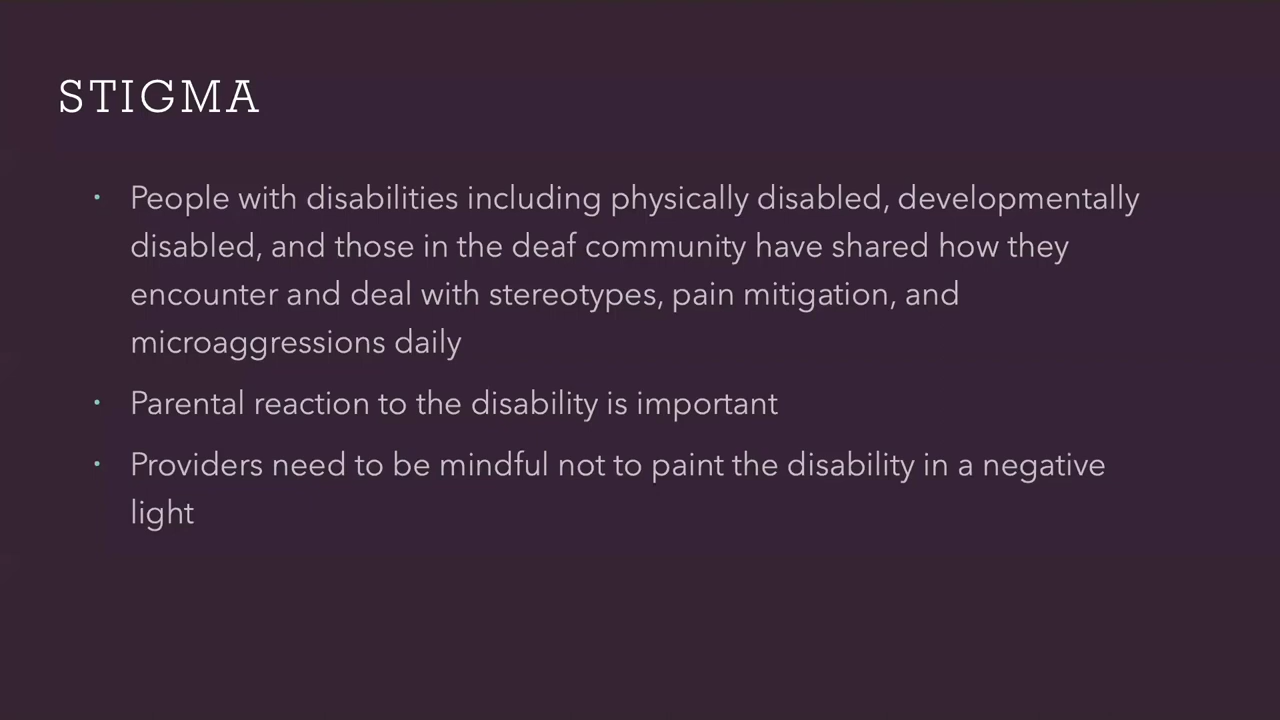 STIGMA
• People with disabilities including physically disabled, developmentally
disabled, and those in the deaf community have shared how they
encounter and deal with stereotypes, pain mitigation, and
microaggressions daily
• Parental reaction to the disability is important
• Providers need to be mindful not to paint the disability in a negative
light